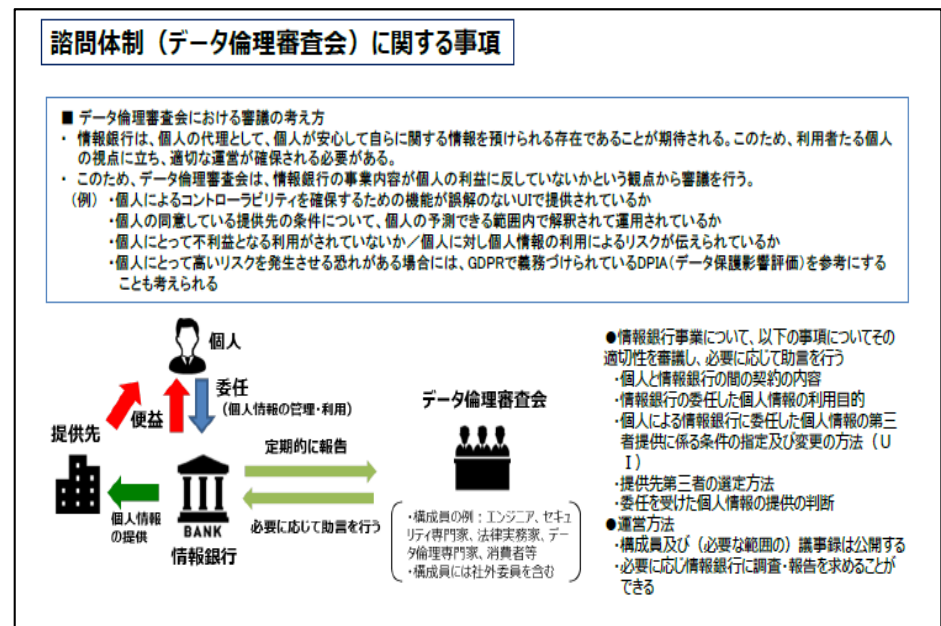 諮問体制（データ倫理審査会）に関する事項
■ データ倫理審査会における審議の考え方
・ 情報銀行は、個人の代理として、個人が安心して自らに関する情報を預けられる存在であることが期待される。このため、利用者たる個人
の視点に立ち、適切な運営が確保される必要がある。
・ このため、データ倫理審査会は、情報銀行の事業内容が個人の利益に反していないかという観点から審議を行う。
（例） ・個人によるコントローラビリティを確保するための機能が誤解のないUIで提供されているか
・個人の同意している提供先の条件について、個人の予測できる範囲内で解釈されて運用されているか
・個人にとって不利益となる利用がされていないか／個人に対し個人情報の利用によるリスクが伝えられているか
・個人にとって高いリスクを発生させる恐れがある場合には、GDPRで義務づけられているDPIA（データ保護影響評価）を参考にする
ことも考えられる
個人
委任
（個人情報の管理・利用）
便益
提供先
個人情報
の提供
BANK
情報銀行
定期的に報告
必要に応じて助言を行う
データ倫理審査会
・構成員の例：エンジニア、セキュ
リティ専門家、法律実務家、デー
タ倫理専門家、消費者等
・構成員には社外委員を含む
●情報銀行事業について、以下の事項についてその
適切性を審議し、必要に応じて助言を行う
・個人と情報銀行の間の契約の内容
・情報銀行の委任した個人情報の利用目的
・個人による情報銀行に委任した個人情報の第三
者提供に係る条件の指定及び変更の方法（Ｕ
Ｉ）
・提供先第三者の選定方法
・委任を受けた個人情報の提供の判断
●運営方法
・構成員及び（必要な範囲の）議事録は公開する
・必要に応じ情報銀行に調査・報告を求めることが
できる